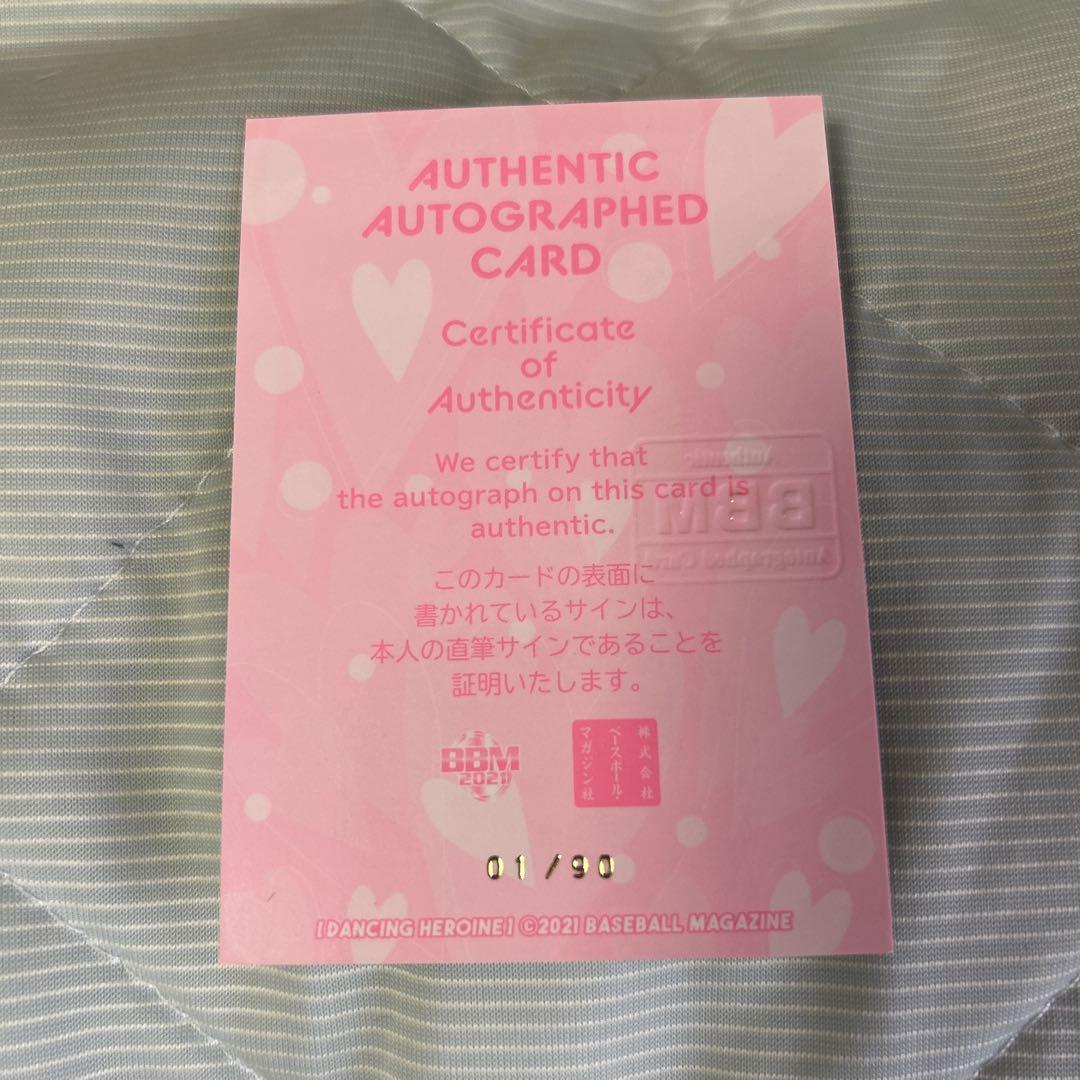 AUTHENTIC
AUTOGRAPHED
CARD
Certificate
of
Authenticity
We certify that
the autograph on this card is
authentic.
BBM
このカードの表面に
書かれているサインは、
本人の直筆サインであることを
証明いたします。
BBM
2021
株式会社
ベースボール・
マガジン社
01/90
[DANCING HEROINE] ©2021 BASEBALL MAGAZINE